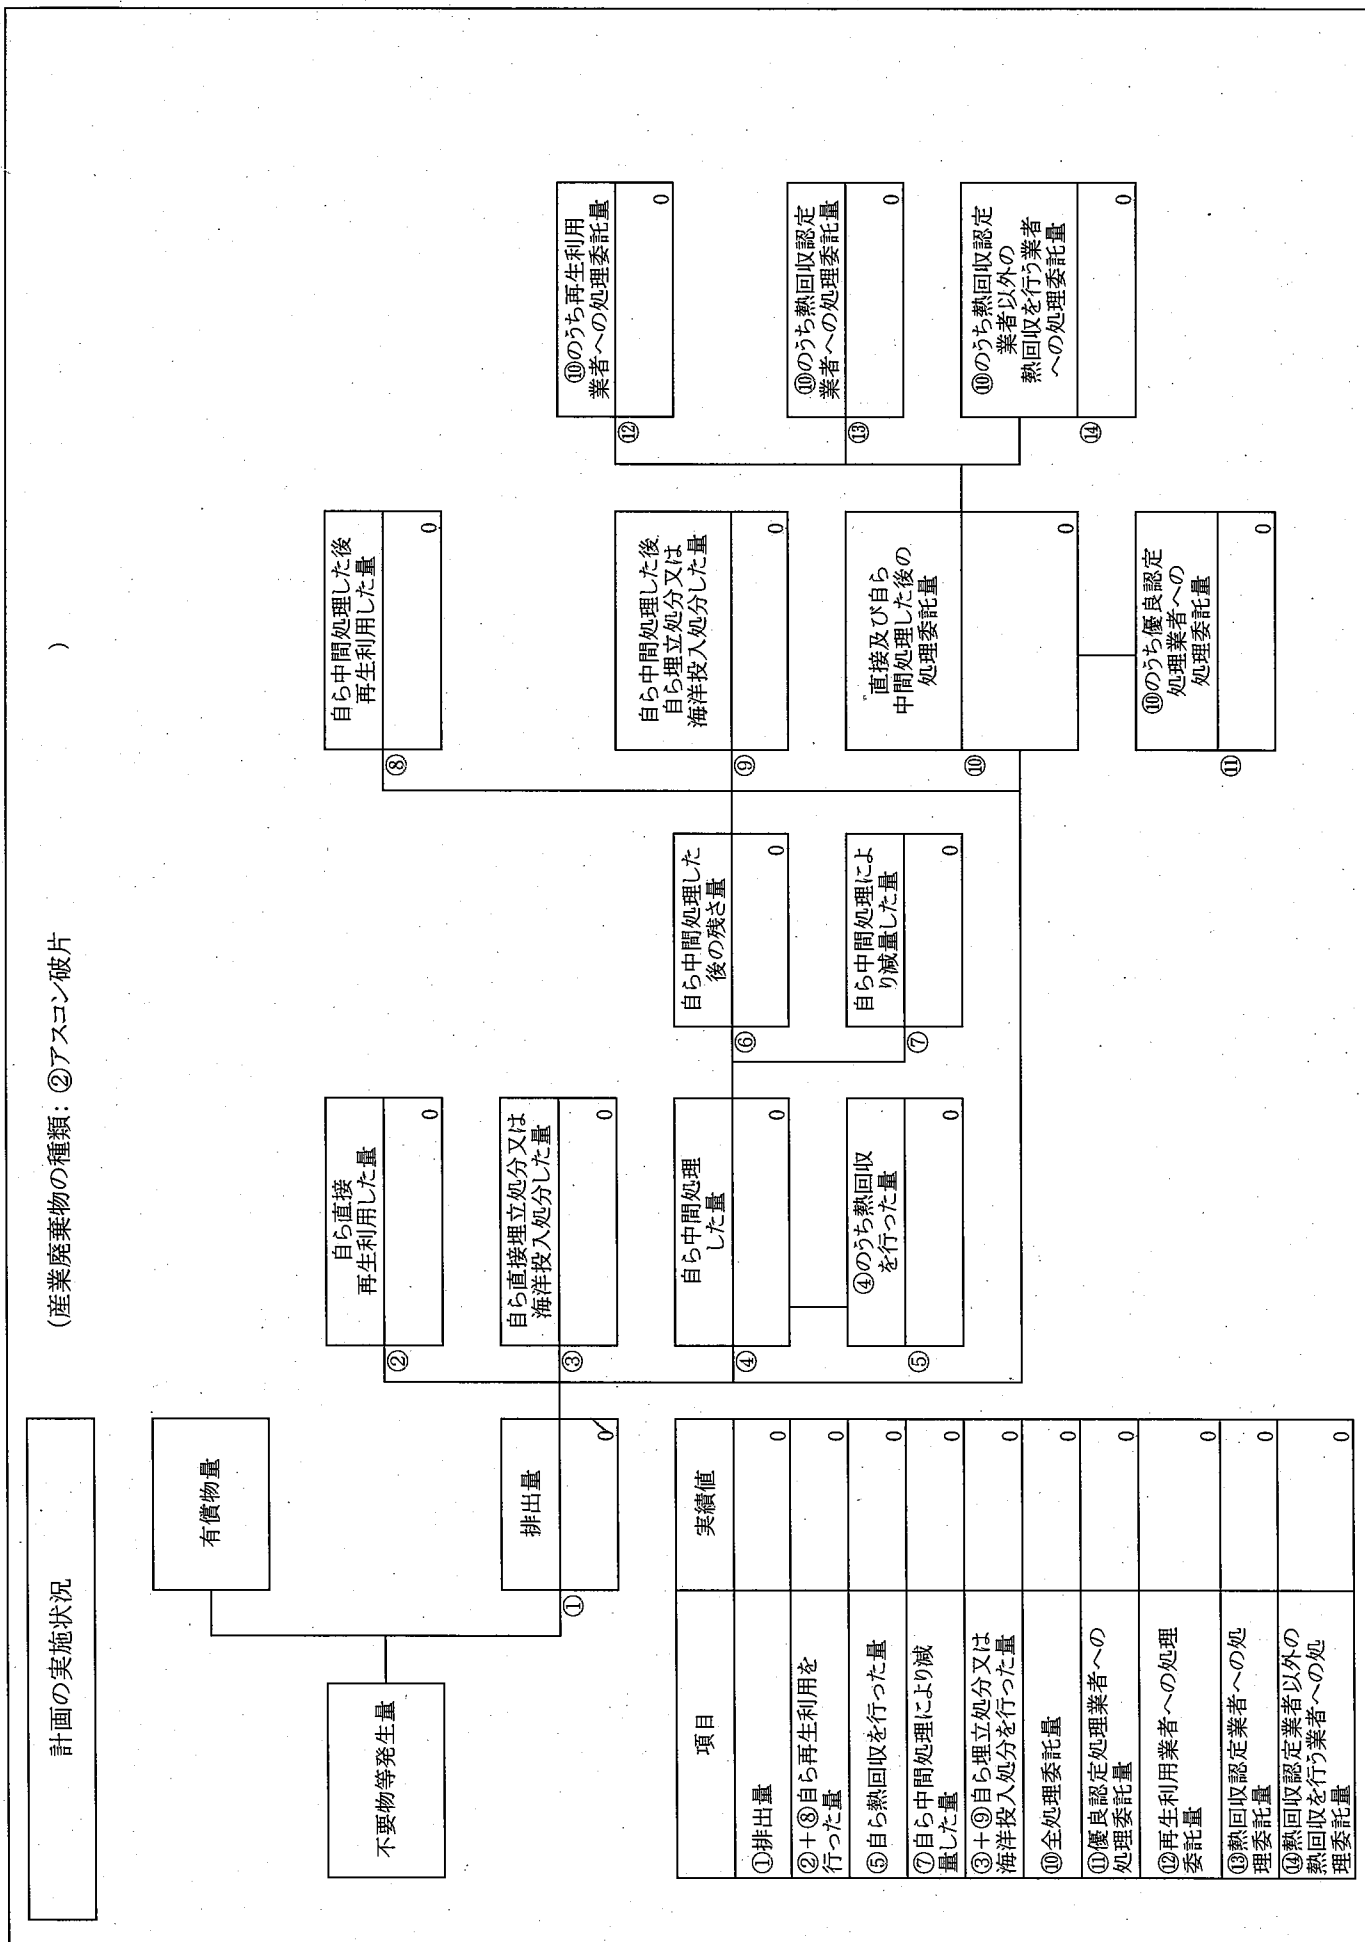 計画の実施状況
(産業廃棄物の種類: ②アスコン破片 )
不要物等発生量
有償物量
①
排出量
0
②
自ら直接
再生利用した量
0
③
自ら直接埋立処分又は
海洋投入処分した量
0
④
自ら中間処理
した量
0
⑤
④のうち熱回収
を行った量
0
⑥
自ら中間処理した
後の残さ量
0
⑦
自ら中間処理によ
り減量した量
0
⑧
自ら中間処理した後
再生利用した量
0
⑨
自ら中間処理した後
自ら埋立処分又は
海洋投入処分した量
0
⑩
直接及び自ら
中間処理した後の
処理委託量
0
⑪
⑩のうち優良認定
処理業者への
処理委託量
0
⑫
⑩のうち再生利用
業者への処理委託量
0
⑬
⑩のうち熱回収認定
業者への処理委託量
0
⑭
⑩のうち熱回収認定
業者以外の
熱回収を行う業者
への処理委託量
0
項目 実績値
①排出量 0
②+⑧自ら再生利用を
行った量 0
⑤自ら熱回収を行った量 0
⑦自ら中間処理により減
量した量 0
③+⑨自ら埋立処分又は
海洋投入処分を行った量 0
⑩全処理委託量 0
⑪優良認定処理業者への
処理委託量 0
⑫再生利用業者への処理
委託量 0
⑬熱回収認定業者への処
理委託量 0
⑭熱回収認定業者以外の
熱回収を行う業者への処
理委託量 0